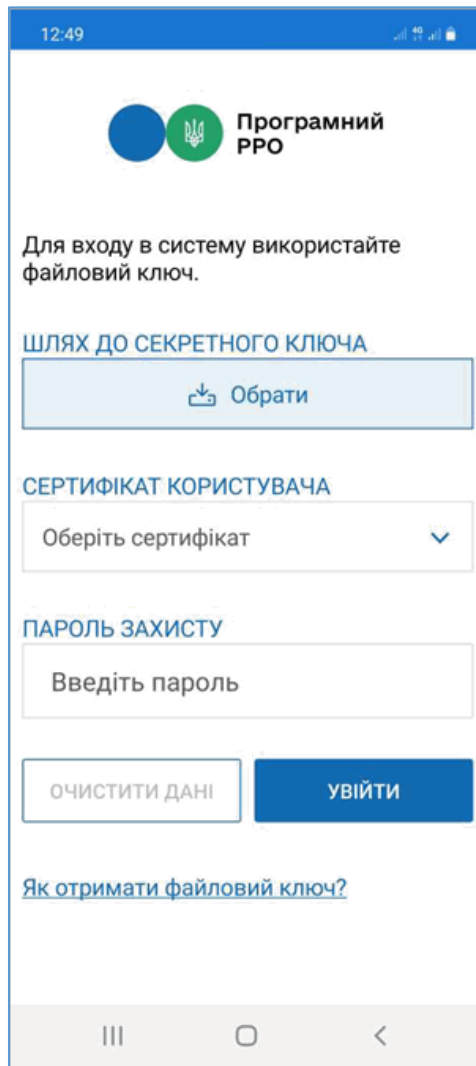 12:49
4G
Програмний
РРО
Для входу в систему використайте
файловий ключ.
ШЛЯХ ДО СЕКРЕТНОГО КЛЮЧА
Обрати
СЕРТИФІКАТ КОРИСТУВАЧА
Оберіть сертифікат
ПАРОЛЬ ЗАХИСТУ
Введіть пароль
ОЧИСТИТИ ДАНІ
УВІЙТИ
Як отримати файловий ключ?